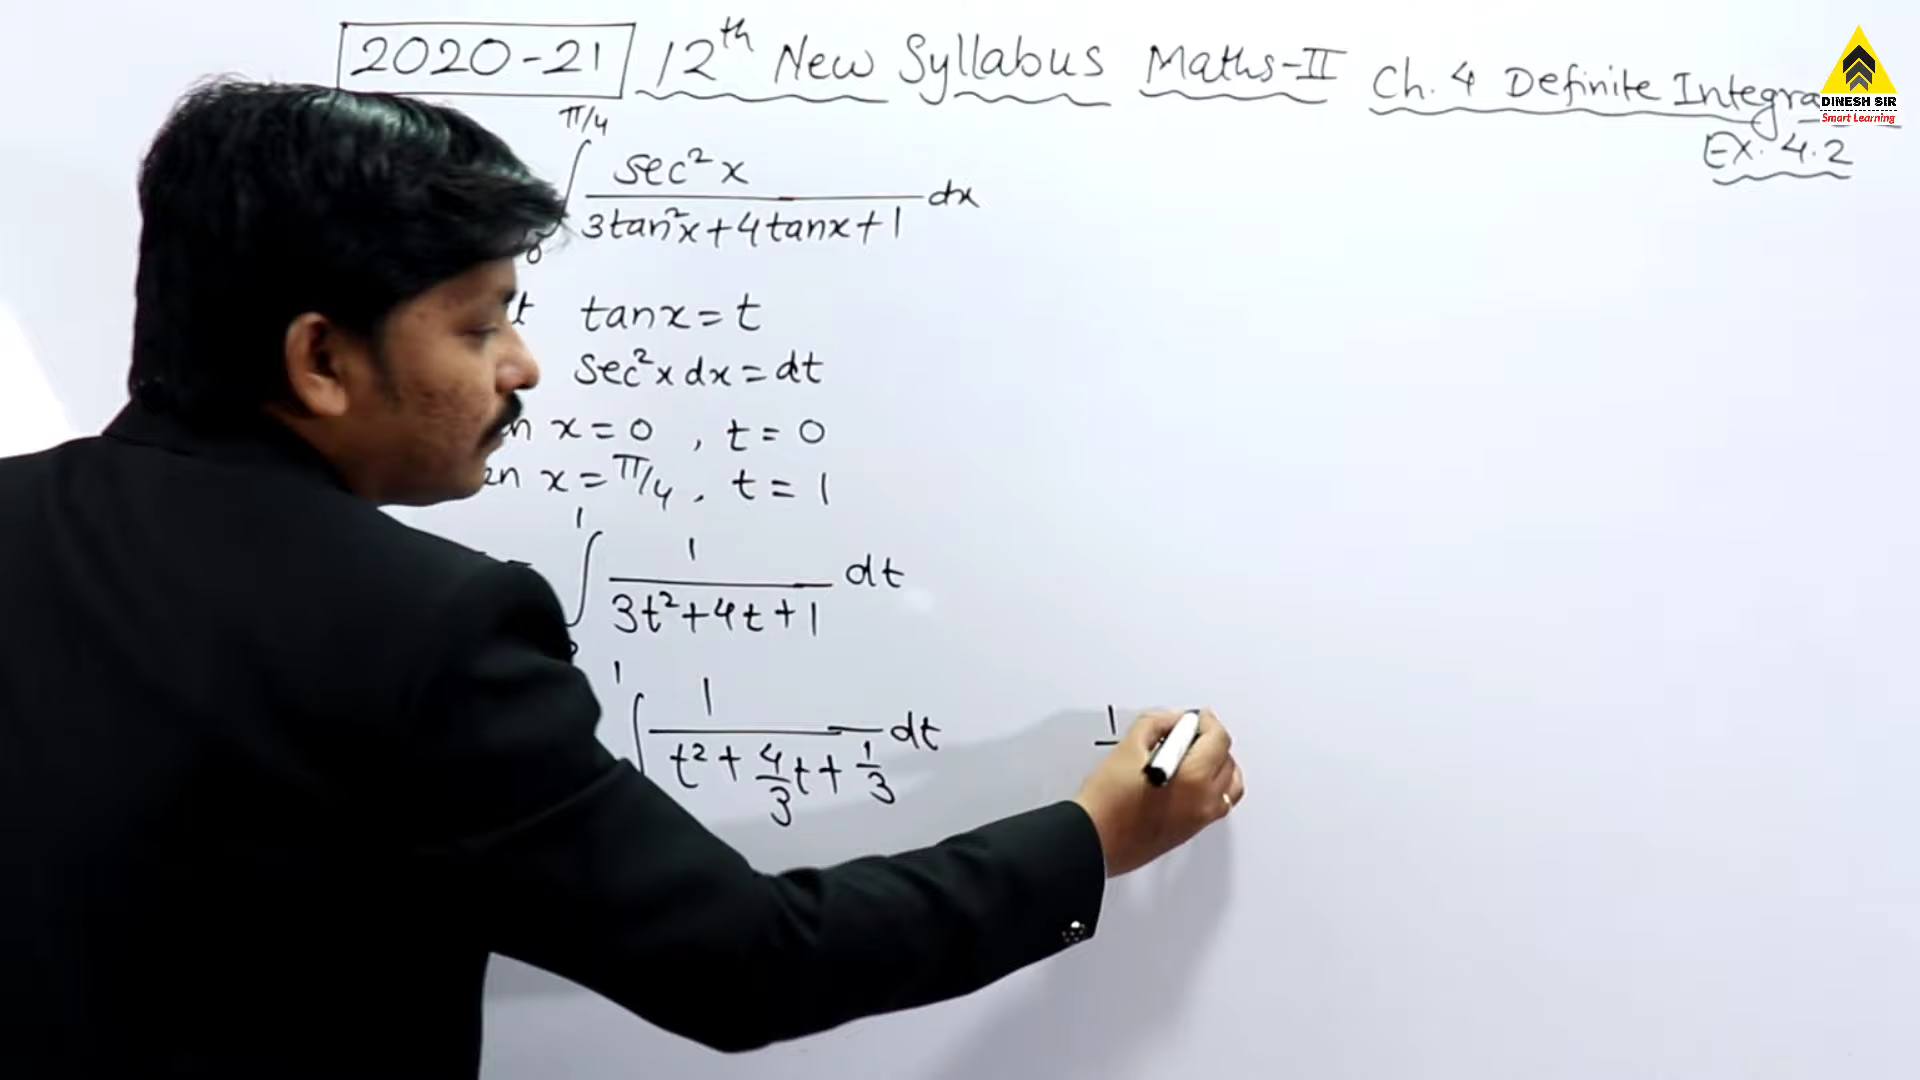 2020-21 12th New Syllabus Maths-II Ch. 4 Definite Integra
DINESH SIR
Smart Learning
Ex. 4.2
π/4 ∫ sec²x / 3tan²x+4tanx+1 dx
tanx = t
sec²x dx = dt
x = 0 , t = 0
x = π/4 , t = 1
1 ∫ 1 / 3t²+4t+1 dt
1 ∫ 1 / t² + 4/3 t + 1/3 dt
1